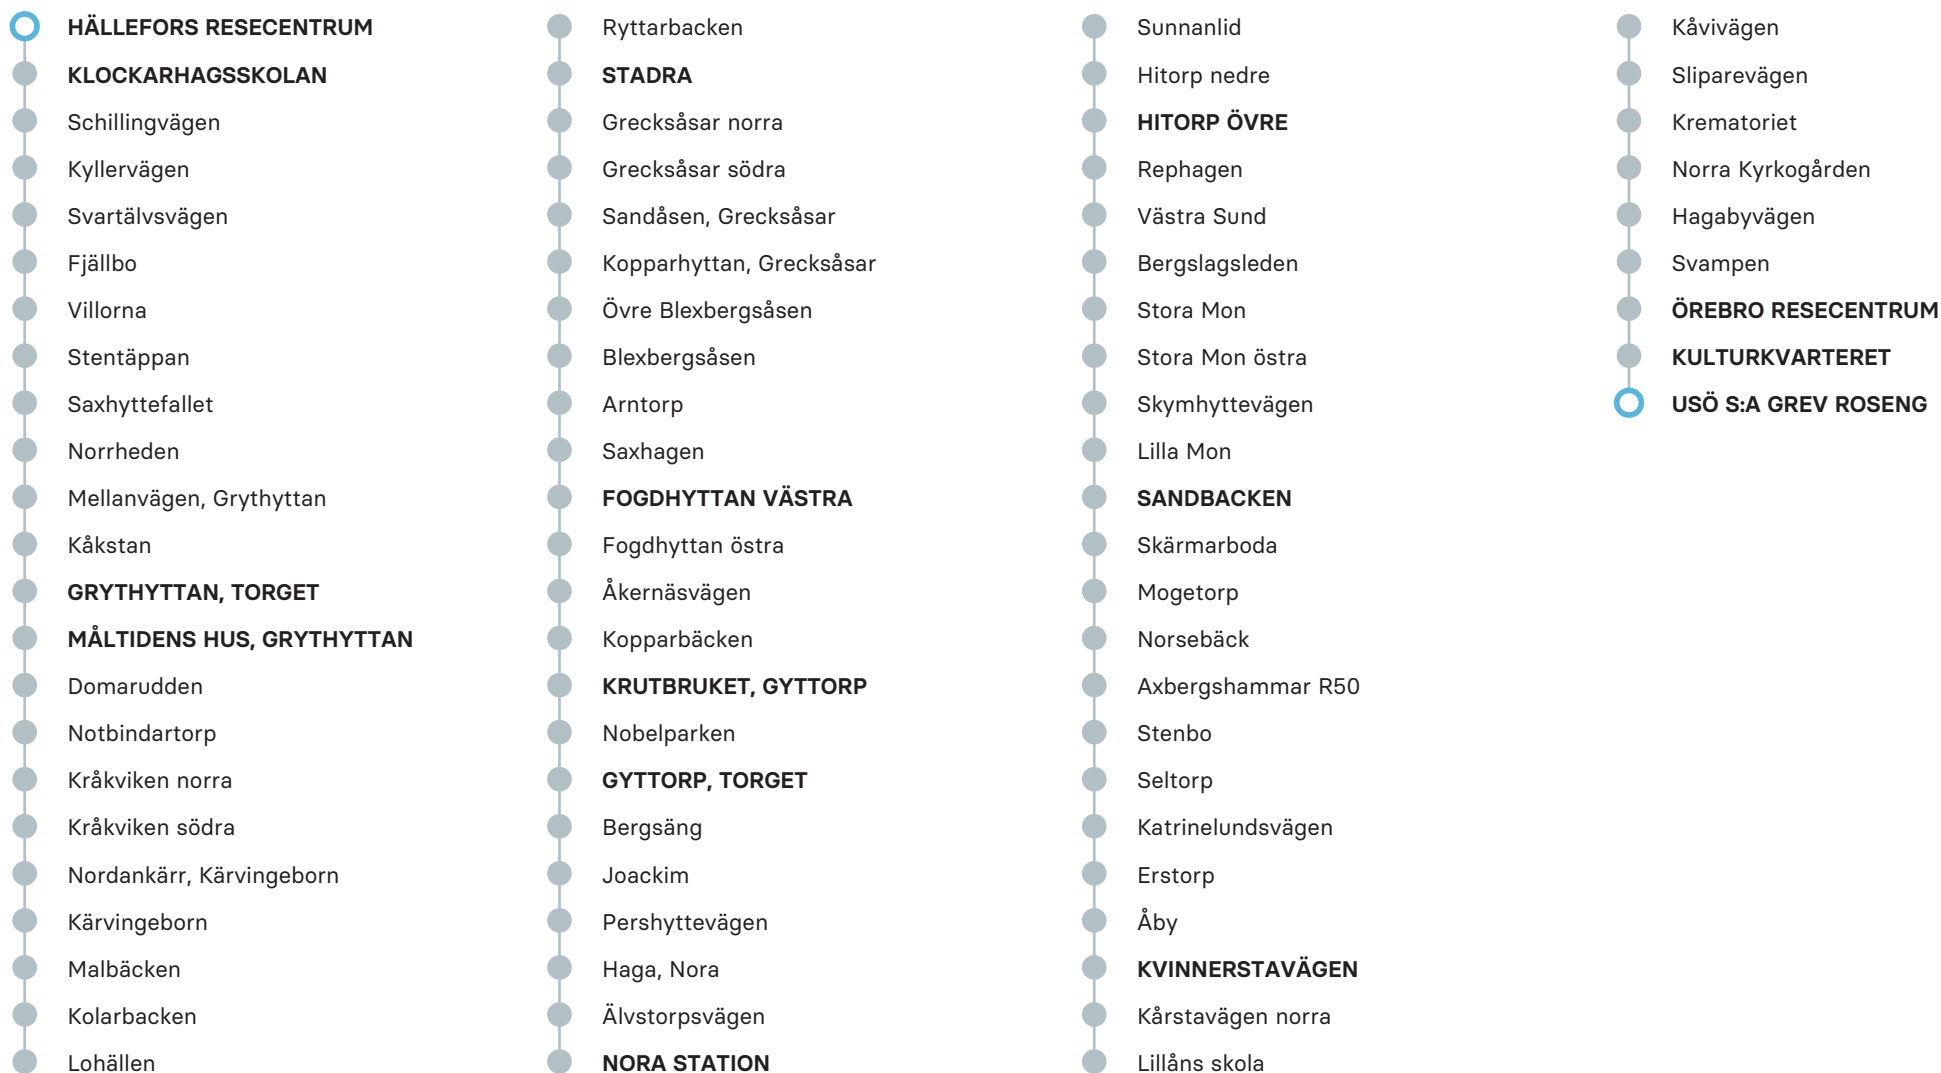 HÄLLEFORS RESECENTRUM
KLOCKARHAGSSKOLAN
Schillingvägen
Kyllervägen
Svartälvsvägen
Fjällbo
Villorna
Stentäppan
Saxhyttefallet
Norrheden
Mellanvägen, Grythyttan
Kåkstan
GRYTHYTTAN, TORGET
MÅLTIDENS HUS, GRYTHYTTAN
Domarudden
Notbindartorp
Kråkviken norra
Kråkviken södra
Nordankärr, Kärvingeborn
Kärvingeborn
Malbäcken
Kolarbacken
Lohällen
Ryttarbacken
STADRA
Grecksåsar norra
Grecksåsar södra
Sandåsen, Grecksåsar
Kopparhyttan, Grecksåsar
Övre Blexbergsåsen
Blexbergsåsen
Arntorp
Saxhagen
FOGDHYTTAN VÄSTRA
Fogdhyttan östra
Åkernäsvägen
Kopparbäcken
KRUTBRUKET, GYTTORP
Nobelparken
GYTTORP, TORGET
Bergsäng
Joackim
Pershyttevägen
Haga, Nora
Älvstorpsvägen
NORA STATION
Sunnanlid
Hitorp nedre
HITORP ÖVRE
Rephagen
Västra Sund
Bergslagsleden
Stora Mon
Stora Mon östra
Skymhyttevägen
Lilla Mon
SANDBACKEN
Skärmarboda
Mogetorp
Norsebäck
Axbergshammar R50
Stenbo
Seltorp
Katrinelundsvägen
Erstorp
Åby
KVINNERSTAVÄGEN
Kårstavägen norra
Lillåns skola
Kåvivägen
Sliparevägen
Krematoriet
Norra Kyrkogården
Hagabyvägen
Svampen
ÖREBRO RESECENTRUM
KULTURKVARTERET
USÖ S:A GREV ROSENG